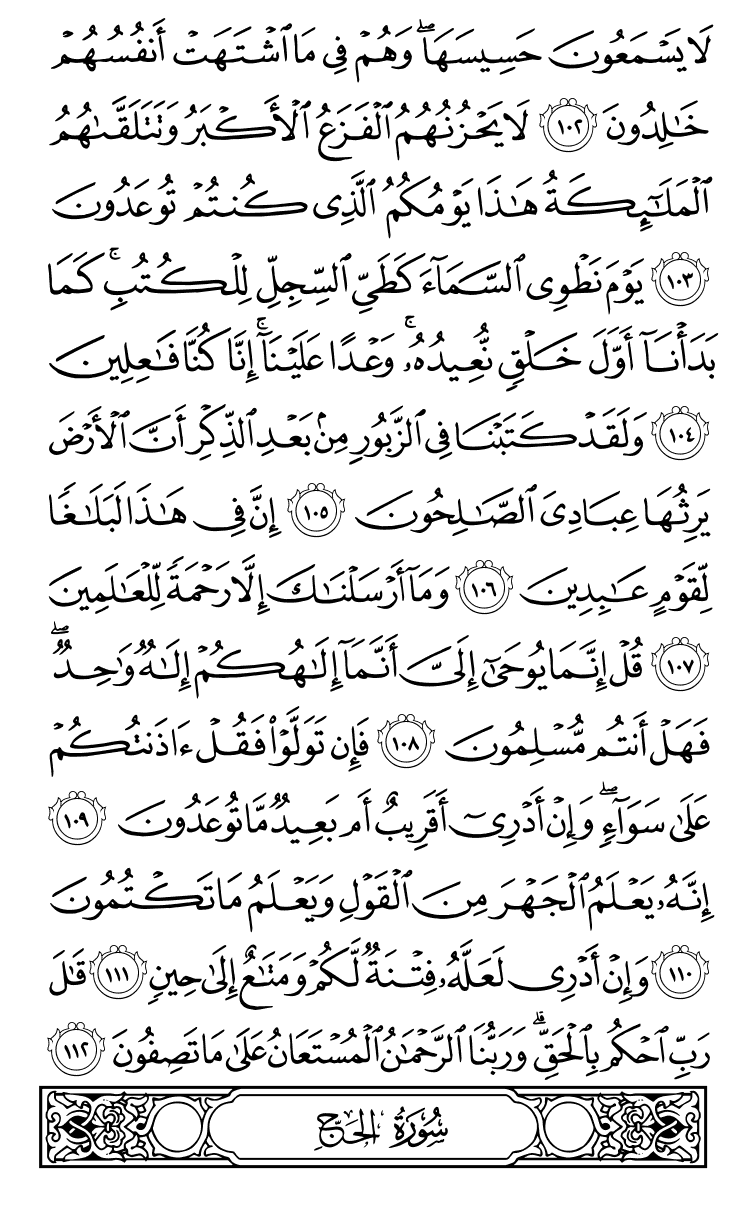 لَا يَسْمَعُونَ حَسِيسَهَا ۖ وَهُمْ فِى مَا ٱشْتَهَتْ أَنفُسُهُمْ
خَـٰلِدُونَ ١٠٢ لَا يَحْزُنُهُمُ ٱلْفَزَعُ ٱلْأَكْبَرُ وَتَتَلَقَّىٰهُمُ
ٱلْمَلَـٰٓئِكَةُ هَـٰذَا يَوْمُكُمُ ٱلَّذِى كُنتُمْ تُوعَدُونَ
١٠٣ يَوْمَ نَطْوِى ٱلسَّمَآءَ كَطَىِّ ٱلسِّجِلِّ لِلْكُتُبِ ۚ كَمَا
بَدَأْنَآ أَوَّلَ خَلْقٍ نُّعِيدُهُۥ ۚ وَعْدًا عَلَيْنَآ ۚ إِنَّا كُنَّا فَـٰعِلِينَ
١٠٤ وَلَقَدْ كَتَبْنَا فِى ٱلزَّبُورِ مِنۢ بَعْدِ ٱلذِّكْرِ أَنَّ ٱلْأَرْضَ
يَرِثُهَا عِبَادِىَ ٱلصَّـٰلِحُونَ ١٠٥ إِنَّ فِى هَـٰذَا لَبَلَـٰغًا
لِّقَوْمٍ عَـٰبِدِينَ ١٠٦ وَمَآ أَرْسَلْنَـٰكَ إِلَّا رَحْمَةً لِّلْعَـٰلَمِينَ
١٠٧ قُلْ إِنَّمَا يُوحَىٰٓ إِلَىَّ أَنَّمَآ إِلَـٰهُكُمْ إِلَـٰهٌ وَٰحِدٌ ۖ
فَهَلْ أَنتُم مُّسْلِمُونَ ١٠٨ فَإِن تَوَلَّوْا۟ فَقُلْ ءَاذَنتُكُمْ
عَلَىٰ سَوَآءٍ ۖ وَإِنْ أَدْرِىٓ أَقَرِيبٌ أَم بَعِيدٌ مَّا تُوعَدُونَ ١٠٩
إِنَّهُۥ يَعْلَمُ ٱلْجَهْرَ مِنَ ٱلْقَوْلِ وَيَعْلَمُ مَا تَكْتُمُونَ
١١٠ وَإِنْ أَدْرِى لَعَلَّهُۥ فِتْنَةٌ لَّكُمْ وَمَتَـٰعٌ إِلَىٰ حِينٍ ١١١ قَـٰلَ
رَبِّ ٱحْكُم بِٱلْحَقِّ ۗ وَرَبُّنَا ٱلرَّحْمَـٰنُ ٱلْمُسْتَعَانُ عَلَىٰ مَا تَصِفُونَ ١١٢
سُورَةُ الحَجِّ